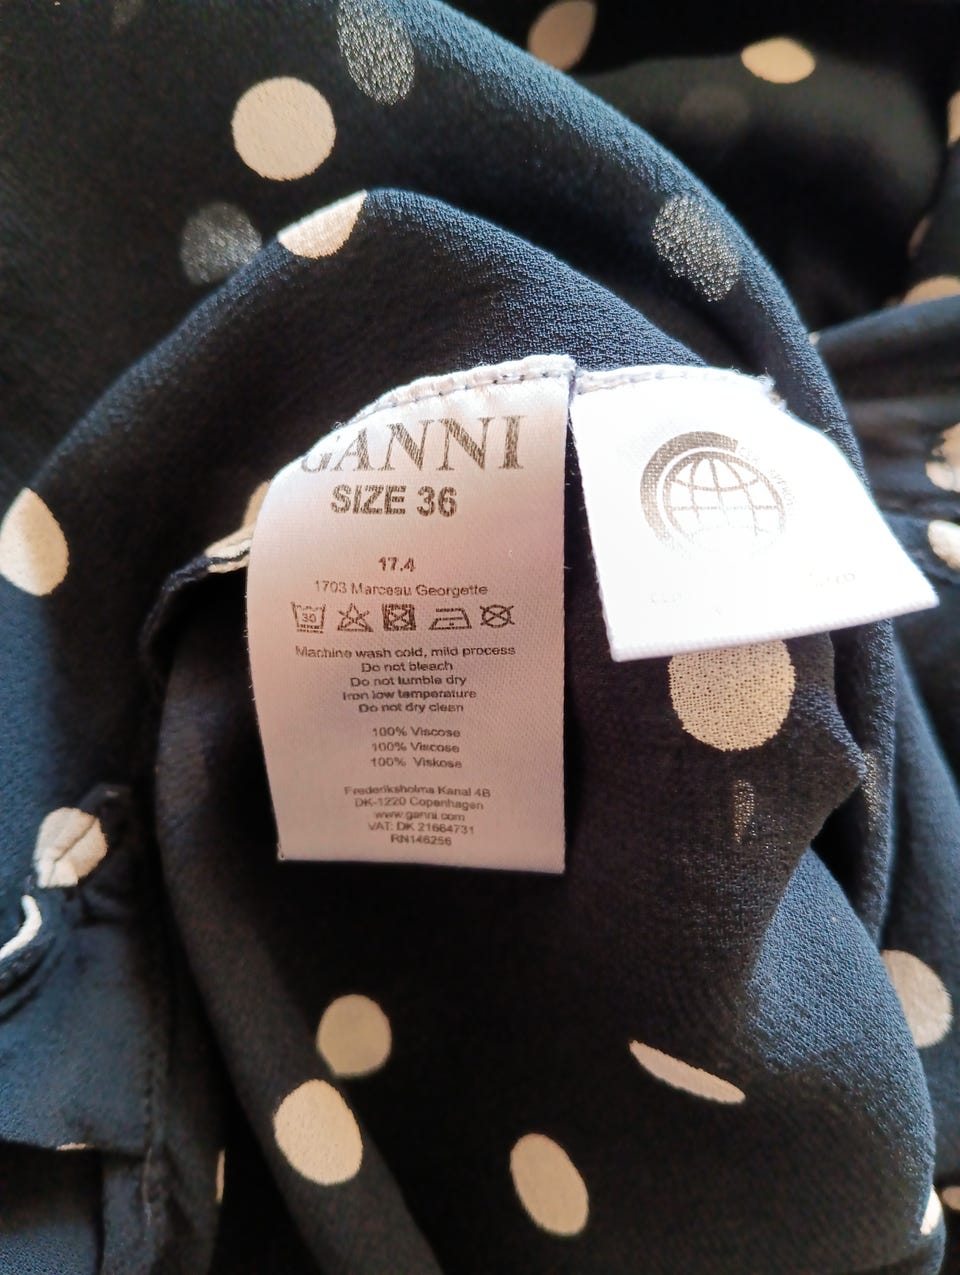 GANNI
SIZE 36
17.4
1703 Marceau Georgette
30
Machine wash cold, mild process
Do not bleach
Do not tumble dry
Iron low temperature
Do not dry clean
100% Viscose
100% Viscose
100% Viskose
Frederiksholms Kanal 4B
DK-1220 Copenhagen
www.ganni.com
VAT: DK 21664731
RN146256